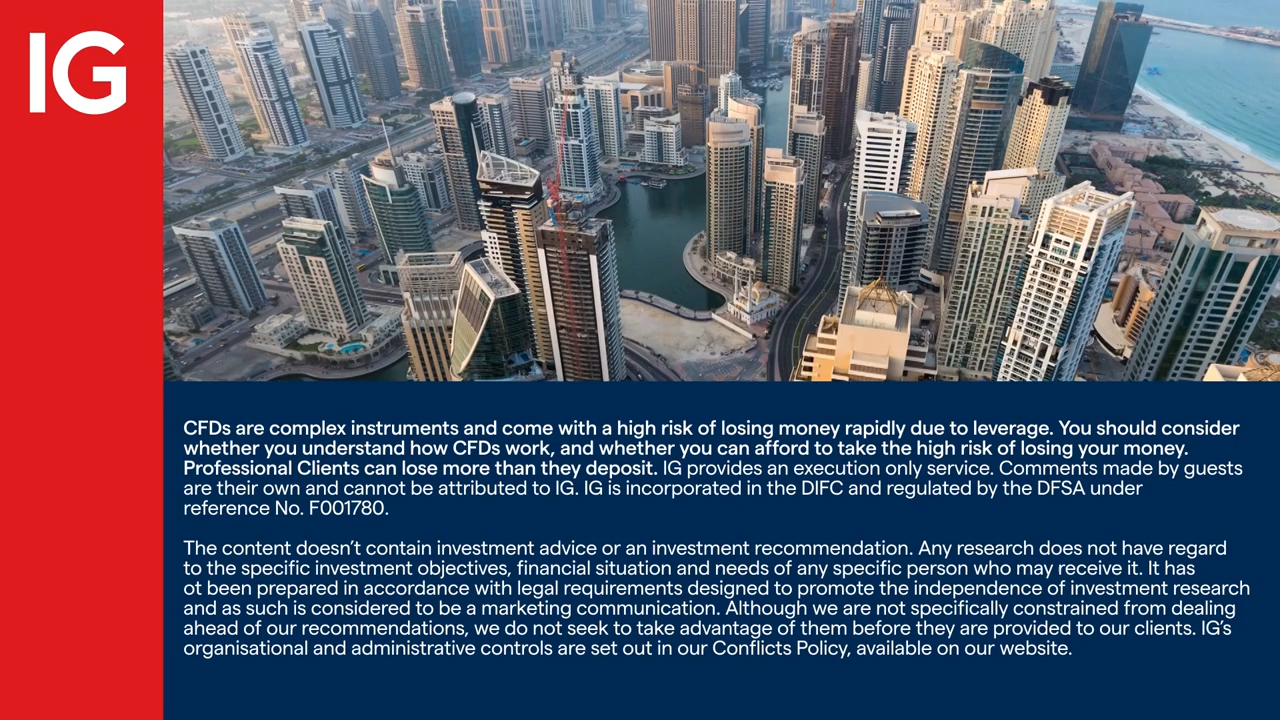 IG
CFDs are complex instruments and come with a high risk of losing money rapidly due to leverage. You should consider
whether you understand how CFDs work, and whether you can afford to take the high risk of losing your money.
Professional Clients can lose more than they deposit. IG provides an execution only service. Comments made by guests
are their own and cannot be attributed to IG. IG is incorporated in the DIFC and regulated by the DFSA under
reference No. F001780.
The content doesn’t contain investment advice or an investment recommendation. Any research does not have regard
to the specific investment objectives, financial situation and needs of any specific person who may receive it. It has
ot been prepared in accordance with legal requirements designed to promote the independence of investment research
and as such is considered to be a marketing communication. Although we are not specifically constrained from dealing
ahead of our recommendations, we do not seek to take advantage of them before they are provided to our clients. IG’s
organisational and administrative controls are set out in our Conflicts Policy, available on our website.